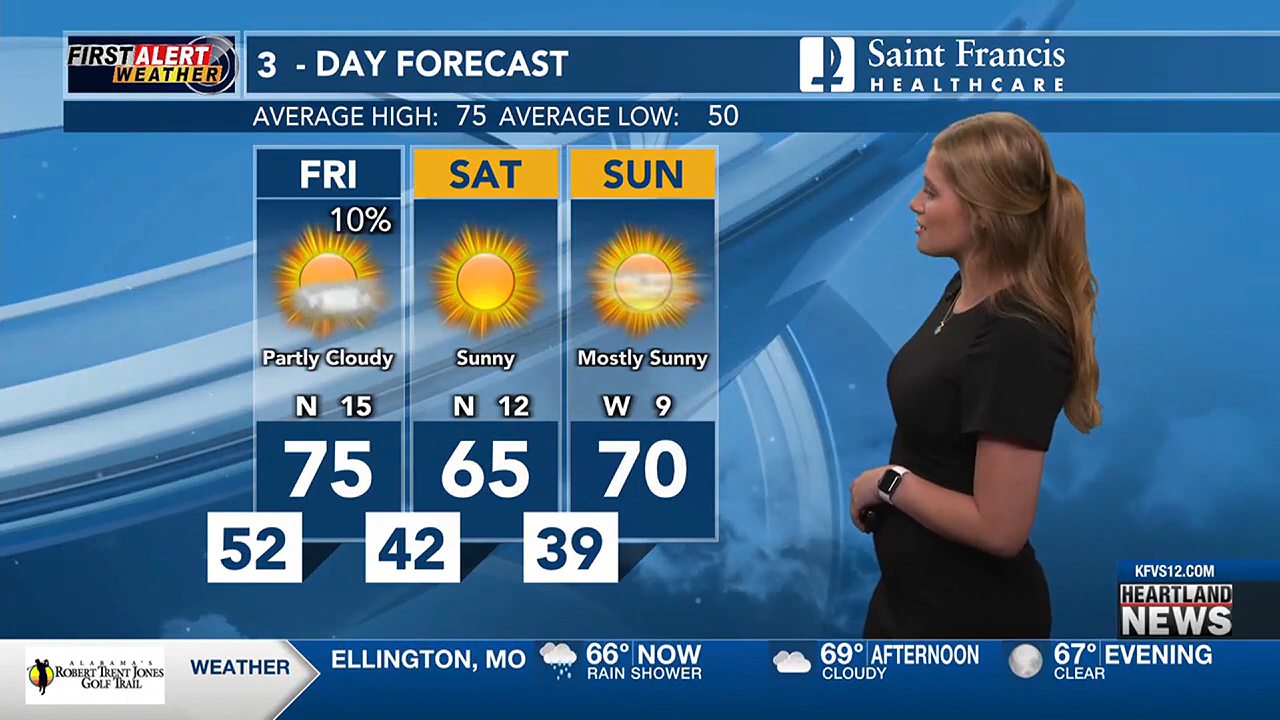 FIRST ALERT
WEATHER
3 - DAY FORECAST
Saint Francis
HEALTHCARE
AVERAGE HIGH: 75 AVERAGE LOW: 50
FRI SAT SUN
10%
Partly Cloudy Sunny Mostly Sunny
N 15 N 12 W 9
75 65 70
52 42 39
KFVS12.COM
HEARTLAND
NEWS
ALABAMA'S
ROBERT TRENT JONES
GOLF TRAIL
WEATHER
ELLINGTON, MO
66° NOW
RAIN SHOWER
69° AFTERNOON
CLOUDY
67° EVENING
CLEAR